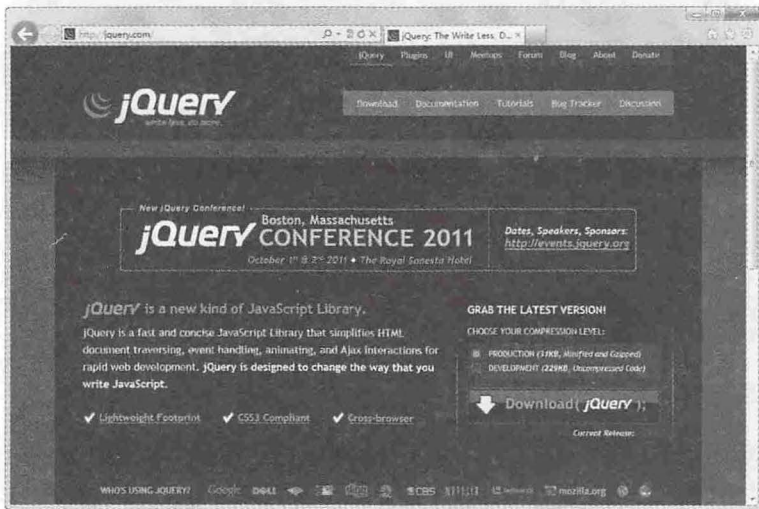 http://jquery.com/
jQuery: The Write Less, D...
jQuery Plugins UI Meetups Forum Blog About Donate
jQuery
write less, do more.
Download Documentation Tutorials Bug Tracker Discussion
New jQuery Conference!
jQuery
Boston, Massachusetts
CONFERENCE 2011
October 1st & 2nd 2011 ♦ The Royal Sonesta Hotel
Dates, Speakers, Sponsors:
http://events.jquery.org
jQuery is a new kind of JavaScript Library.
jQuery is a fast and concise JavaScript Library that simplifies HTML
document traversing, event handling, animating, and Ajax interactions for
rapid web development. jQuery is designed to change the way that you
write JavaScript.
✔ Lightweight Footprint ✔ CSS3 Compliant ✔ Cross-browser
GRAB THE LATEST VERSION!
CHOOSE YOUR COMPRESSION LEVEL:
PRODUCTION (31KB, Minified and Gzipped)
DEVELOPMENT (229KB, Uncompressed Code)
Download( jQuery );
Current Release:
WHO'S USING JQUERY? Google DELL CBS mozilla.org